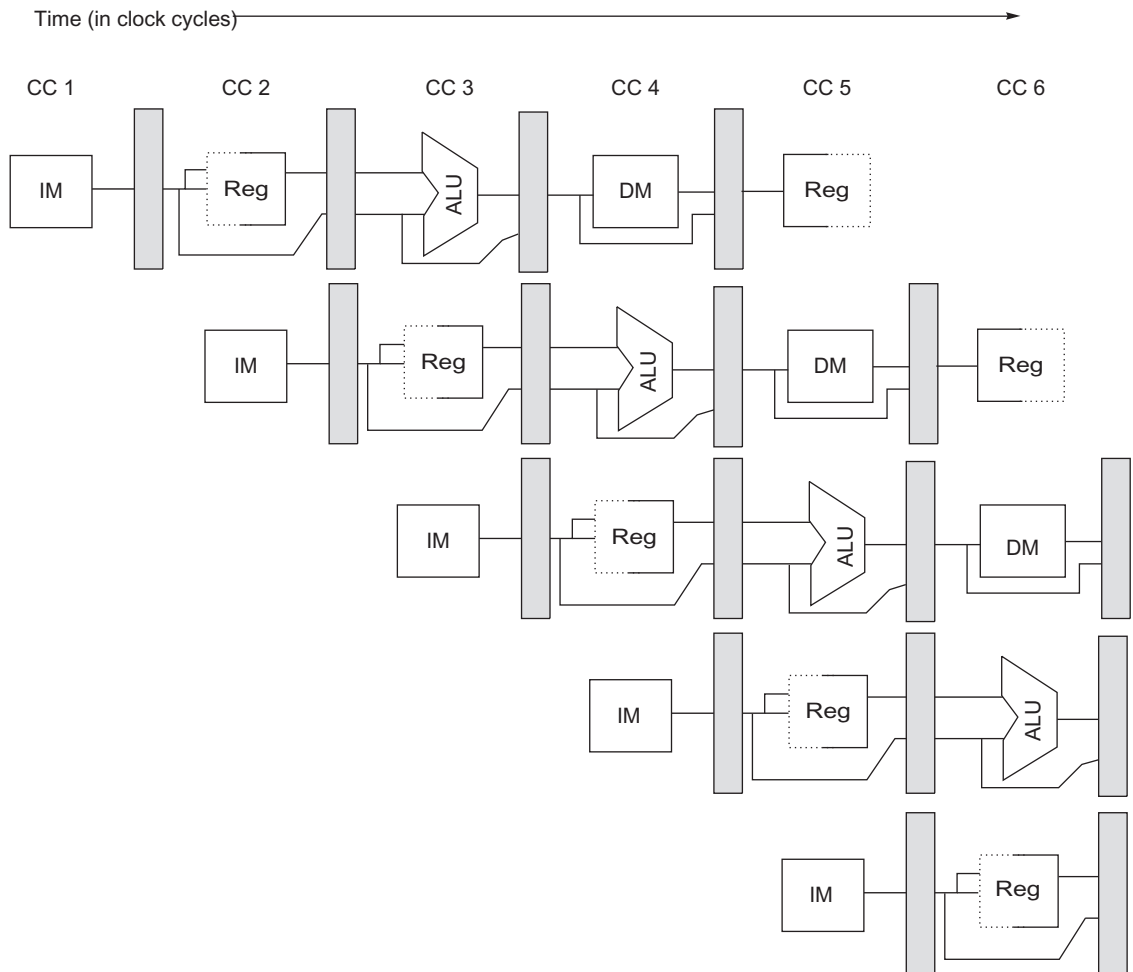 Time (in clock cycles)
CC 1 CC 2 CC 3 CC 4 CC 5 CC 6
IM Reg ALU DM Reg
IM Reg ALU DM Reg
IM Reg ALU DM
IM Reg ALU
IM Reg